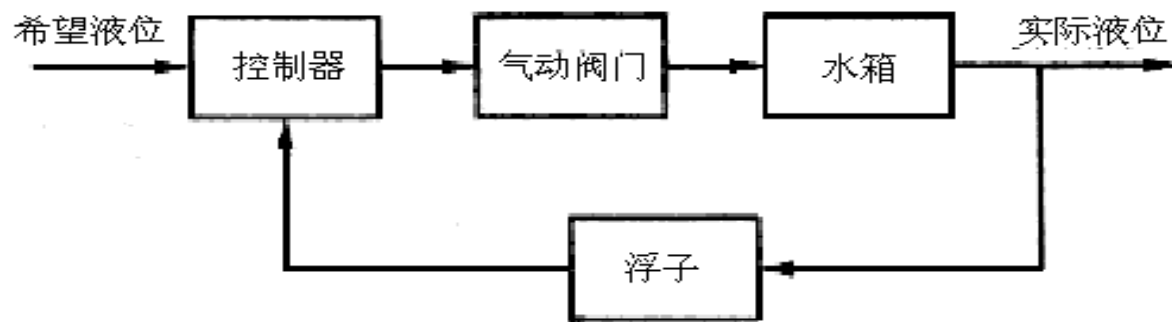 希望液位
控制器
气动阀门
水箱
实际液位
浮子